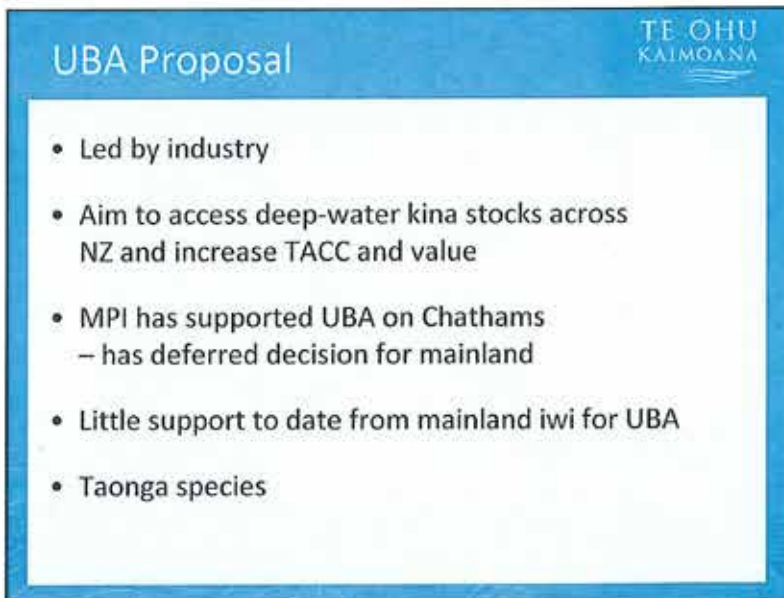 TE OHU
KAIMOANA
UBA Proposal
• Led by industry
• Aim to access deep-water kina stocks across
NZ and increase TACC and value
• MPI has supported UBA on Chathams
– has deferred decision for mainland
• Little support to date from mainland iwi for UBA
• Taonga species